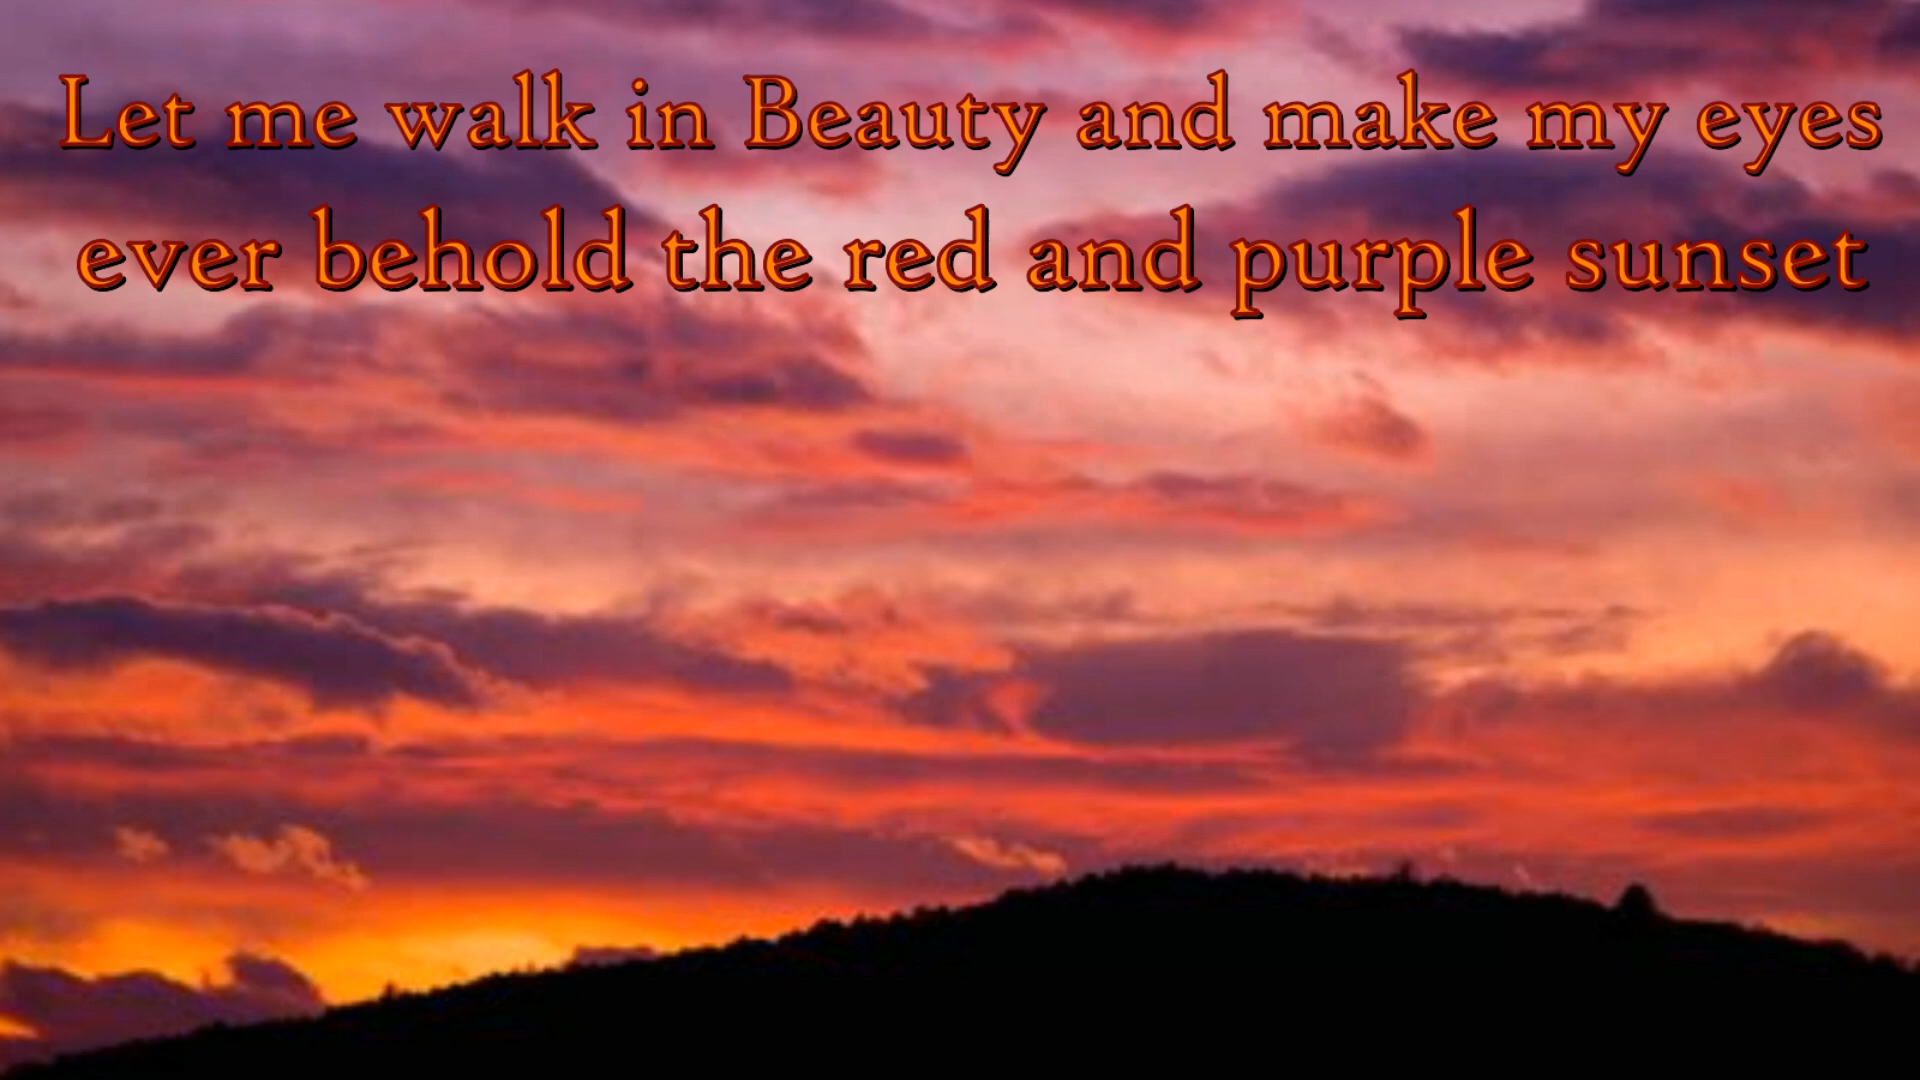 Let me walk in Beauty and make my eyes
ever behold the red and purple sunset